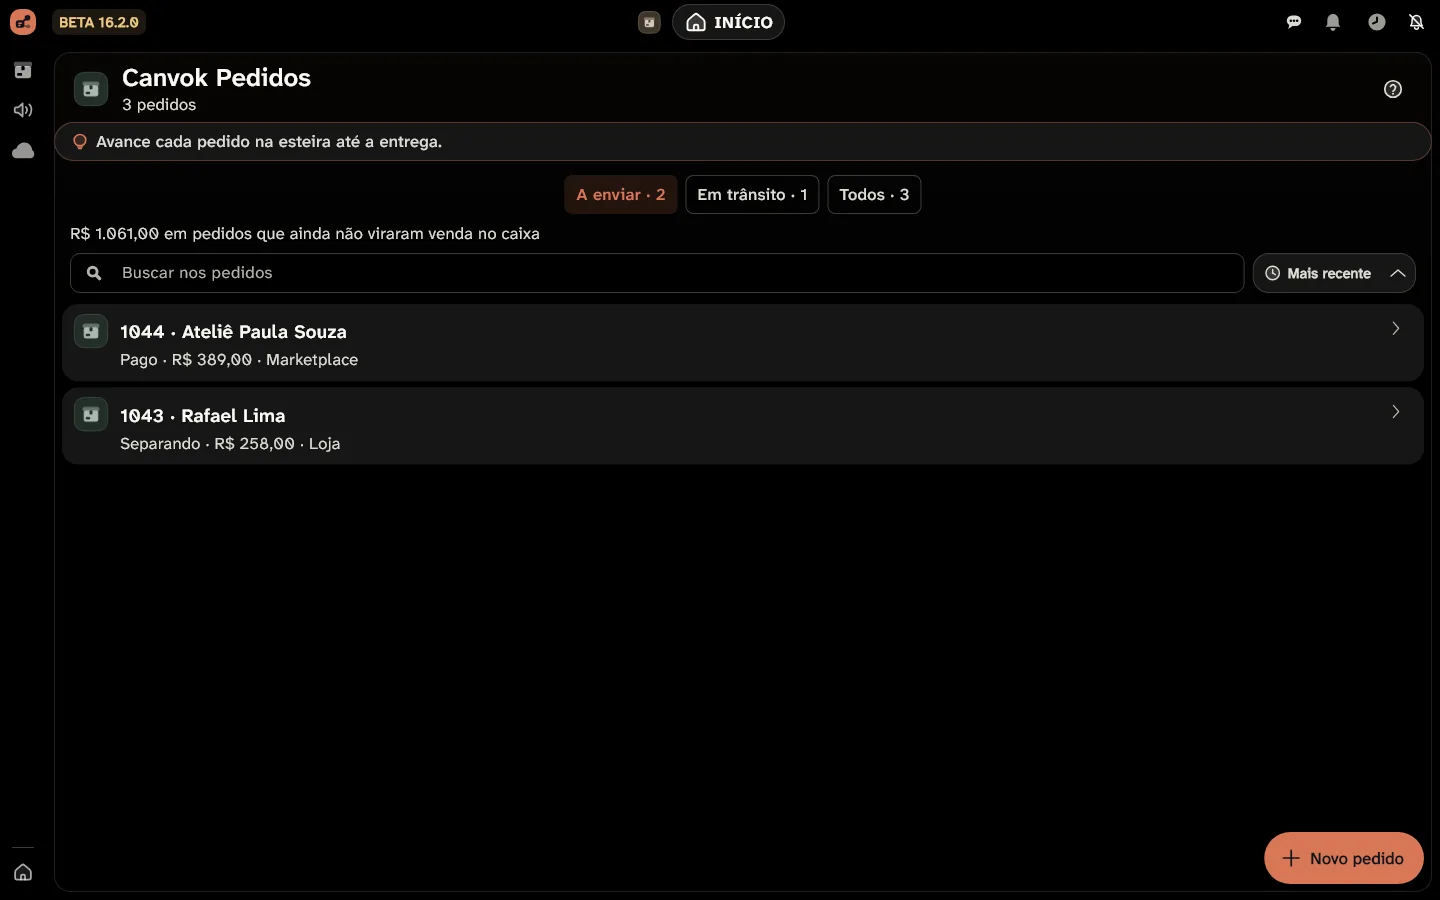 BETA 16.2.0
INÍCIO
Canvok Pedidos
3 pedidos
Avance cada pedido na esteira até a entrega.
A enviar · 2
Em trânsito · 1
Todos · 3
R$ 1.061,00 em pedidos que ainda não viraram venda no caixa
Buscar nos pedidos
Mais recente
1044 · Ateliê Paula Souza
Pago · R$ 389,00 · Marketplace
1043 · Rafael Lima
Separando · R$ 258,00 · Loja
Novo pedido